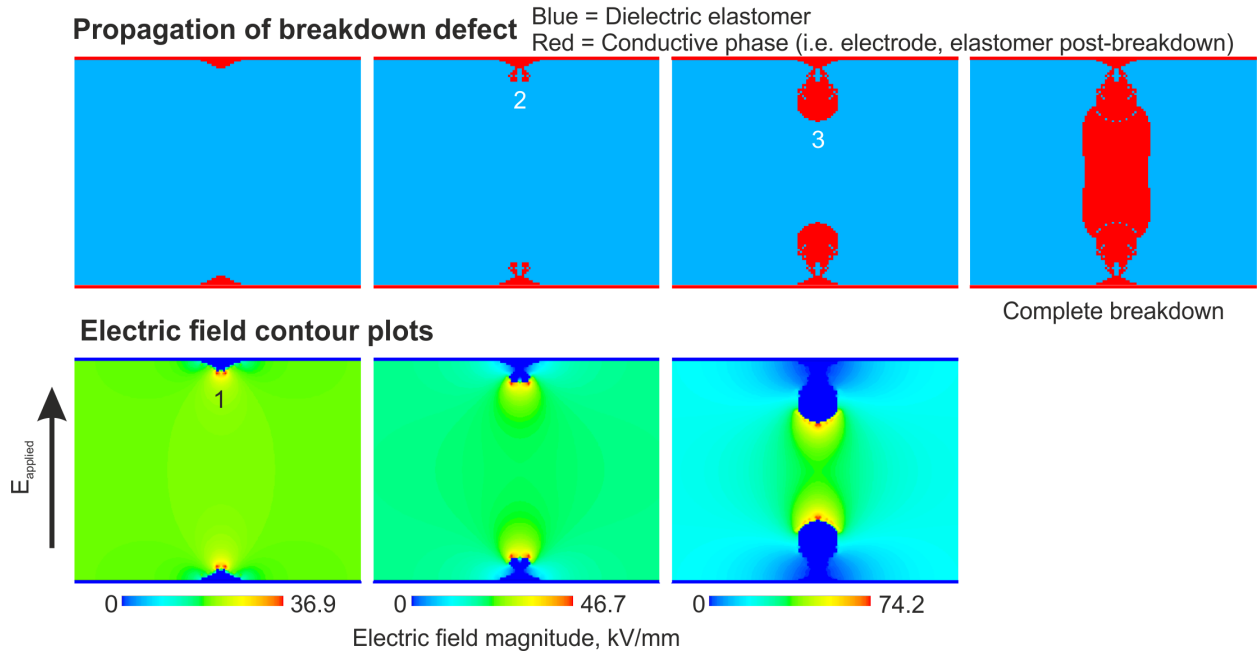 Propagation of breakdown defect
Blue = Dielectric elastomer
Red = Conductive phase (i.e. electrode, elastomer post-breakdown)
2
3
Complete breakdown
Electric field contour plots
1
Eapplied
0 36.9
0 46.7
0 74.2
Electric field magnitude, kV/mm